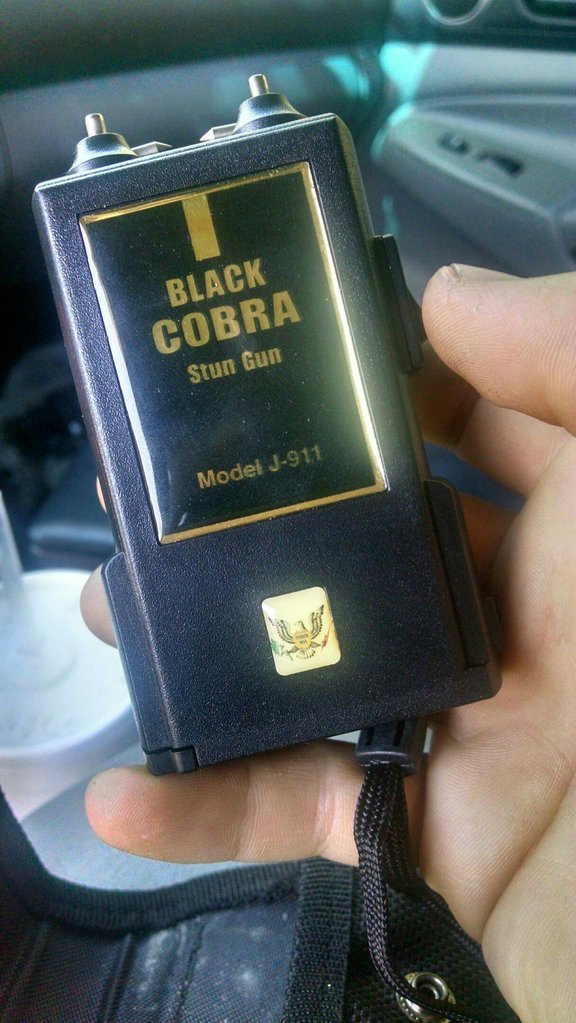 BLACK
COBRA
Stun Gun
Model J-911